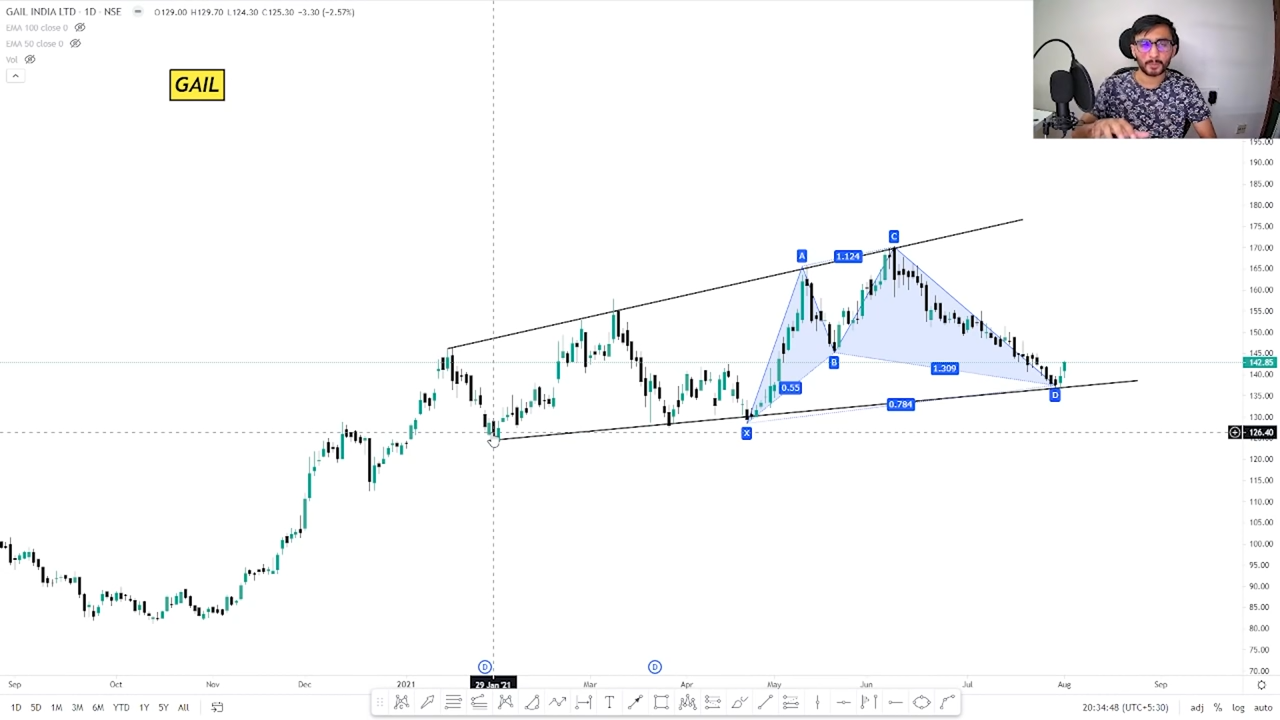 GAIL INDIA LTD · 1D · NSE O129.00 H129.70 L124.30 C125.30 -3.30 (-2.57%)
EMA 100 close 0
EMA 50 close 0
Vol
GAIL
195.00
190.00
185.00
180.00
175.00
170.00
165.00
160.00
155.00
150.00
145.00
142.85
140.00
135.00
130.00
126.40
120.00
115.00
110.00
105.00
100.00
95.00
90.00
85.00
80.00
75.00
70.00
A
1.124
C
B
0.55
1.309
0.784
D
X
D
D
Sep
Oct
Nov
Dec
2021
29 Jan '21
Mar
Apr
May
Jun
Jul
Aug
Sep
1D 5D 1M 3M 6M YTD 1Y 5Y All
T
20:34:48 (UTC+5:30)
adj % log auto